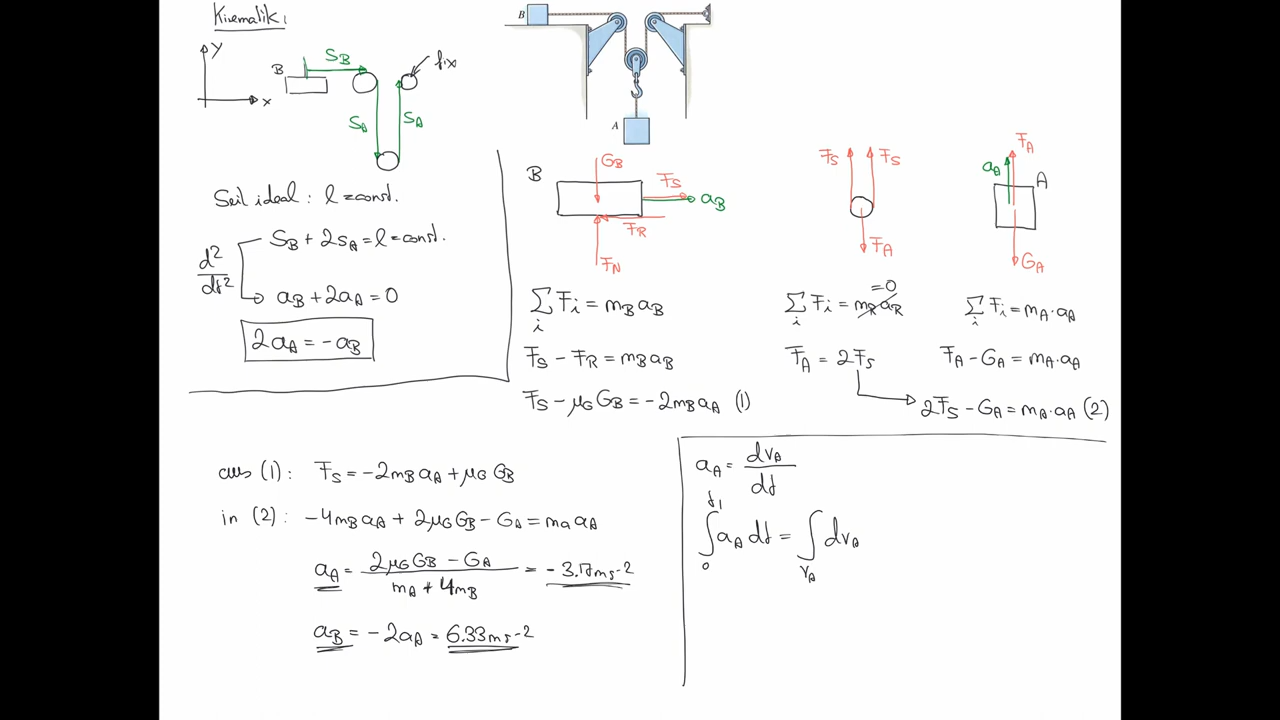 Kinematik:
y
x
B
S_B
fix
S_A
S_A
Seil ideal: l = const.
S_B + 2s_A = l = const.
d²/dt²
a_B + 2a_A = 0
2a_A = -a_B
B
A
B
G_B
F_S
a_B
F_R
F_N
∑_i F_i = m_B a_B
F_S - F_R = m_B a_B
F_S - μ_G G_B = -2m_B a_A (1)
F_S
F_S
F_A
∑_i F_i = m_R a_R = 0
F_A = 2F_S
F_A
a_A
A
G_A
∑_i F_i = m_A · a_A
F_A - G_A = m_A · a_A
2F_S - G_A = m_A · a_A (2)
aus (1): F_S = -2m_B a_A + μ_G G_B
in (2): -4m_B a_A + 2μ_G G_B - G_A = m_A a_A
a_A = (2μ_G G_B - G_A)/(m_A + 4m_B) = -3.17ms-2
a_B = -2a_A = 6.33ms-2
a_A = dv_A/dt
∫_0^t1 a_A dt = ∫_v_A dv_A